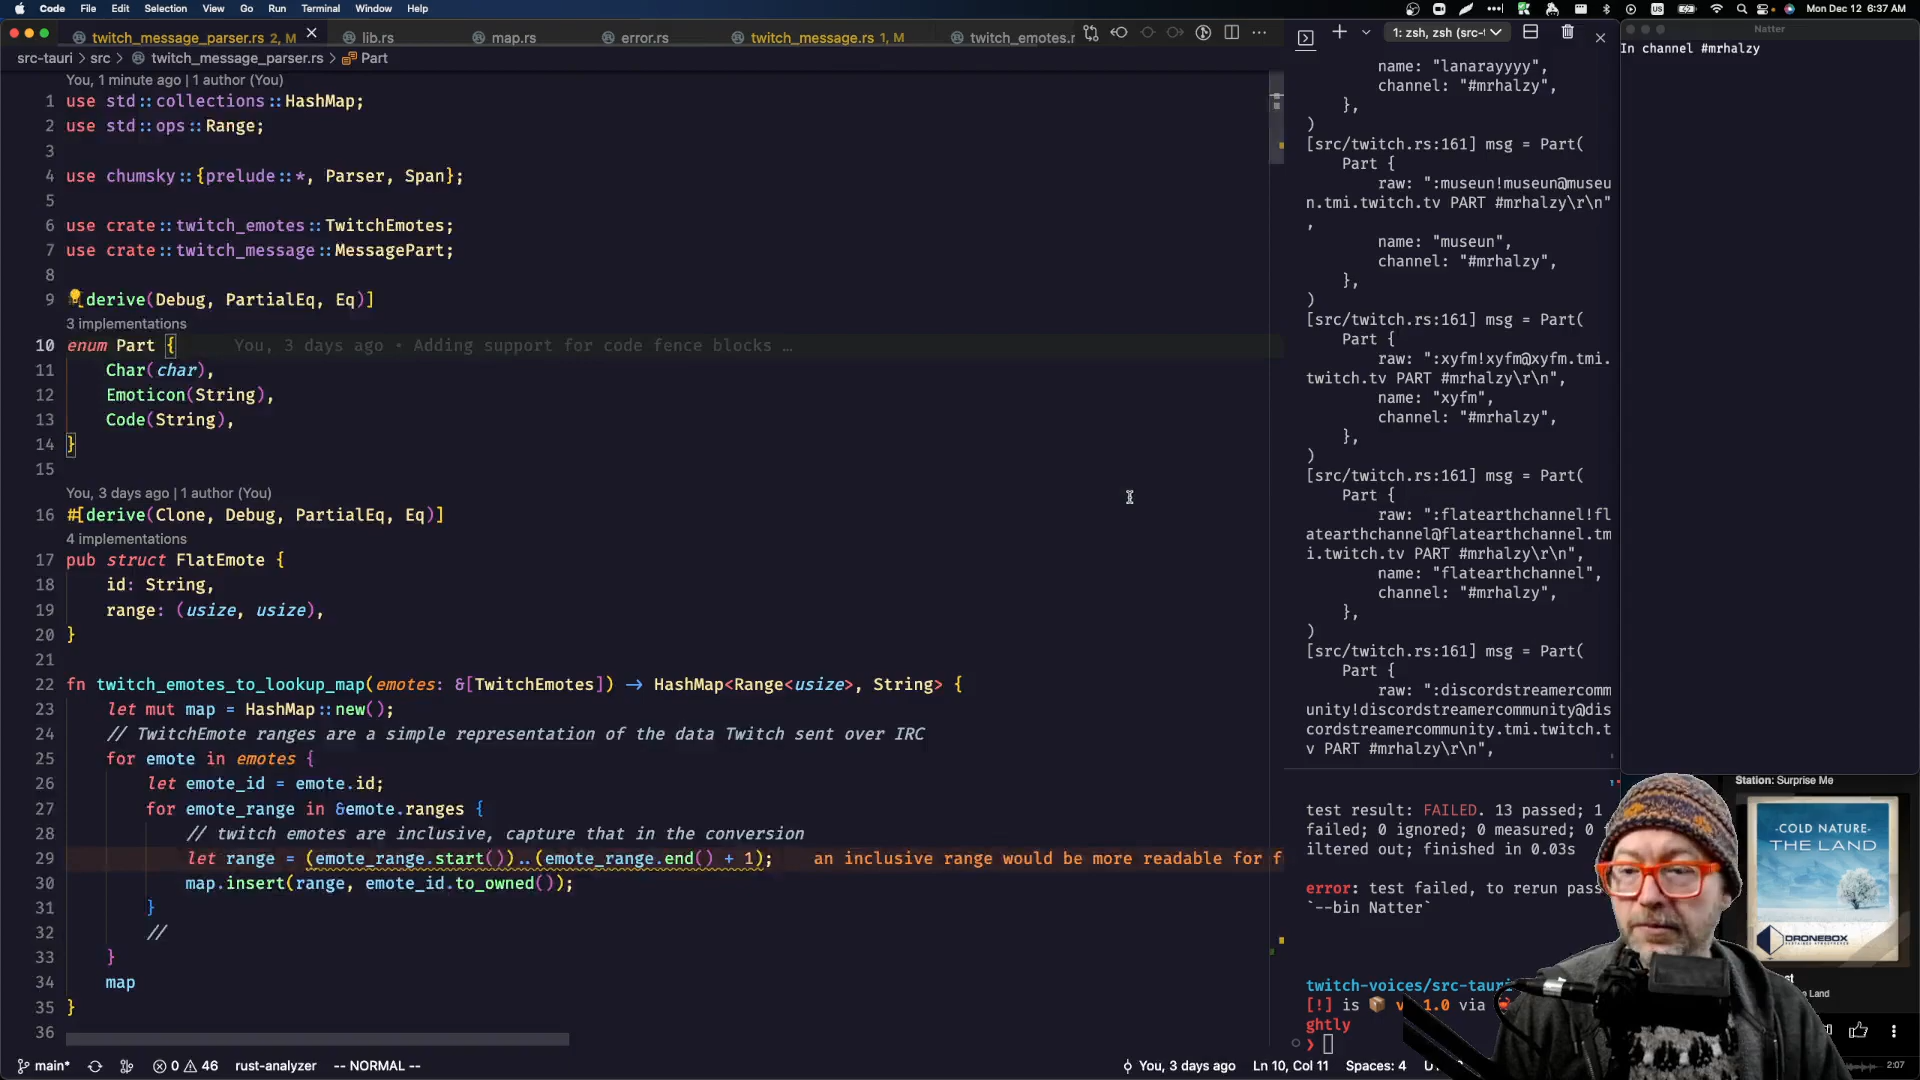 Code File Edit Selection View Go Run Terminal Window Help
Mon Dec 12 6:37 AM
twitch_message_parser.rs 2, M
lib.rs
map.rs
error.rs
twitch_message.rs 1, M
twitch_emotes.r
src-tauri > src > twitch_message_parser.rs > Part
You, 1 minute ago | 1 author (You)
1 use std::collections::HashMap;
2 use std::ops::Range;
3
4 use chumsky::{prelude::*, Parser, Span};
5
6 use crate::twitch_emotes::TwitchEmotes;
7 use crate::twitch_message::MessagePart;
8
9 derive(Debug, PartialEq, Eq)]
3 implementations
10 enum Part { You, 3 days ago • Adding support for code fence blocks …
11 Char(char),
12 Emoticon(String),
13 Code(String),
14 }
15
You, 3 days ago | 1 author (You)
16 #[derive(Clone, Debug, PartialEq, Eq)]
4 implementations
17 pub struct FlatEmote {
18 id: String,
19 range: (usize, usize),
20 }
21
22 fn twitch_emotes_to_lookup_map(emotes: &[TwitchEmotes]) → HashMap<Range<usize>, String> {
23 let mut map = HashMap::new();
24 // TwitchEmote ranges are a simple representation of the data Twitch sent over IRC
25 for emote in emotes {
26 let emote_id = emote.id;
27 for emote_range in &emote.ranges {
28 // twitch emotes are inclusive, capture that in the conversion
29 let range = (emote_range.start())..(emote_range.end() + 1); an inclusive range would be more readable for f
30 map.insert(range, emote_id.to_owned());
31 }
32 //
33 }
34 map
35 }
36
main* 0 46 rust-analyzer -- NORMAL -- You, 3 days ago Ln 10, Col 11 Spaces: 4
1: zsh, zsh (src-t
name: "lanarayyyy",
channel: "#mrhalzy",
},
)
[src/twitch.rs:161] msg = Part(
Part {
raw: ":museun!museun@museu
n.tmi.twitch.tv PART #mrhalzy\r\n"
,
name: "museun",
channel: "#mrhalzy",
},
)
[src/twitch.rs:161] msg = Part(
Part {
raw: ":xyfm!xyfm@xyfm.tmi.
twitch.tv PART #mrhalzy\r\n",
name: "xyfm",
channel: "#mrhalzy",
},
)
[src/twitch.rs:161] msg = Part(
Part {
raw: ":flatearthchannel!fl
atearthchannel@flatearthchannel.tm
i.twitch.tv PART #mrhalzy\r\n",
name: "flatearthchannel",
channel: "#mrhalzy",
},
)
[src/twitch.rs:161] msg = Part(
Part {
raw: ":discordstreamercomm
unity!discordstreamercommunity@dis
cordstreamercommunity.tmi.twitch.t
v PART #mrhalzy\r\n",
test result: FAILED. 13 passed; 1
failed; 0 ignored; 0 measured; 0 f
iltered out; finished in 0.03s
error: test failed, to rerun pass
`--bin Natter`
twitch-voices/src-tauri
[!] is v 1.0 via
ghtly
❯
Natter
In channel #mrhalzy
Station: Surprise Me
-COLD NATURE-
THE LAND
DRONEBOX
Land
2:07